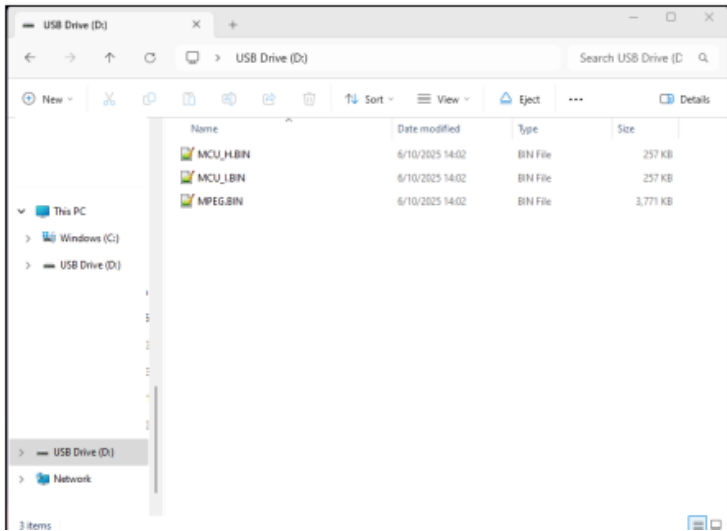 USB Drive (D:)
USB Drive (D:)
Search USB Drive (D
New
Sort
View
Eject
Details
Name Date modified Type Size
MCU_H.BIN 6/10/2025 14:02 BIN File 257 KB
MCU_I.BIN 6/10/2025 14:02 BIN File 257 KB
MPEG.BIN 6/10/2025 14:02 BIN File 3,771 KB
This PC
Windows (C:)
USB Drive (D:)
USB Drive (D:)
Network
3 items